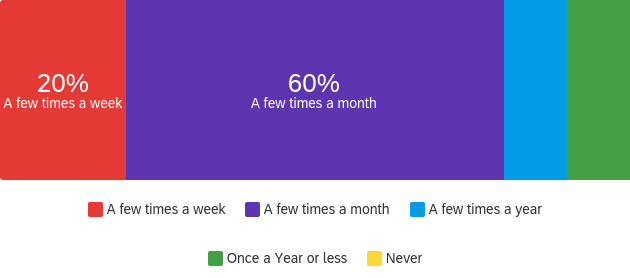 20%
A few times a week
60%
A few times a month
A few times a week
A few times a month
A few times a year
Once a Year or less
Never